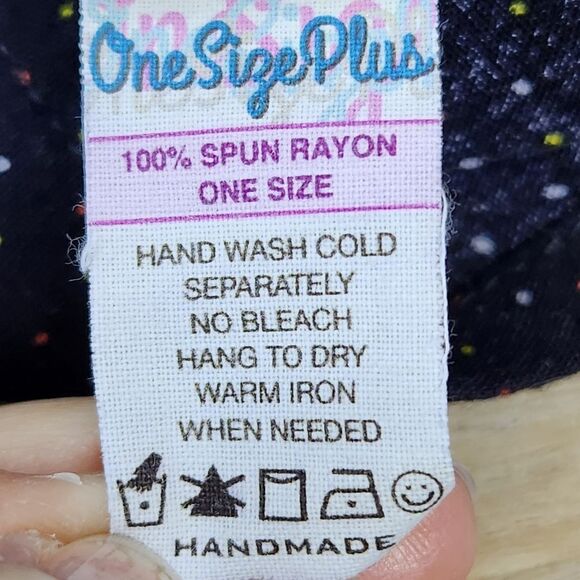 OneSizePlus
100% SPUN RAYON
ONE SIZE
HAND WASH COLD
SEPARATELY
NO BLEACH
HANG TO DRY
WARM IRON
WHEN NEEDED
HANDMADE